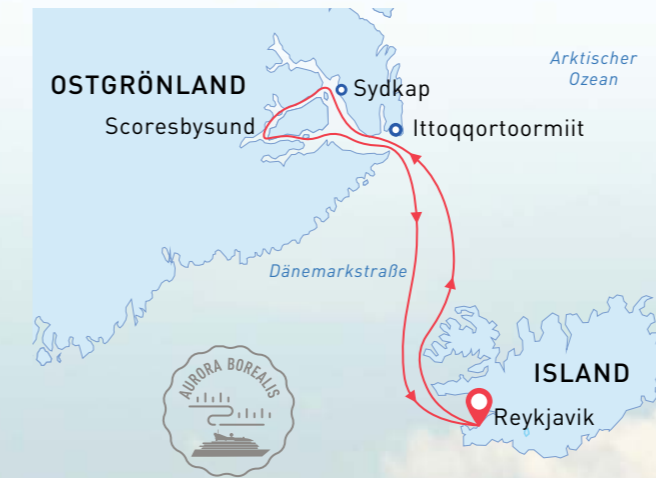 Arktischer
Ozean
OSTGRÖNLAND
Sydkap
Scoresbysund
Ittoqqortoormiit
Dänemarkstraße
AURORA BOREALIS
ISLAND
Reykjavik